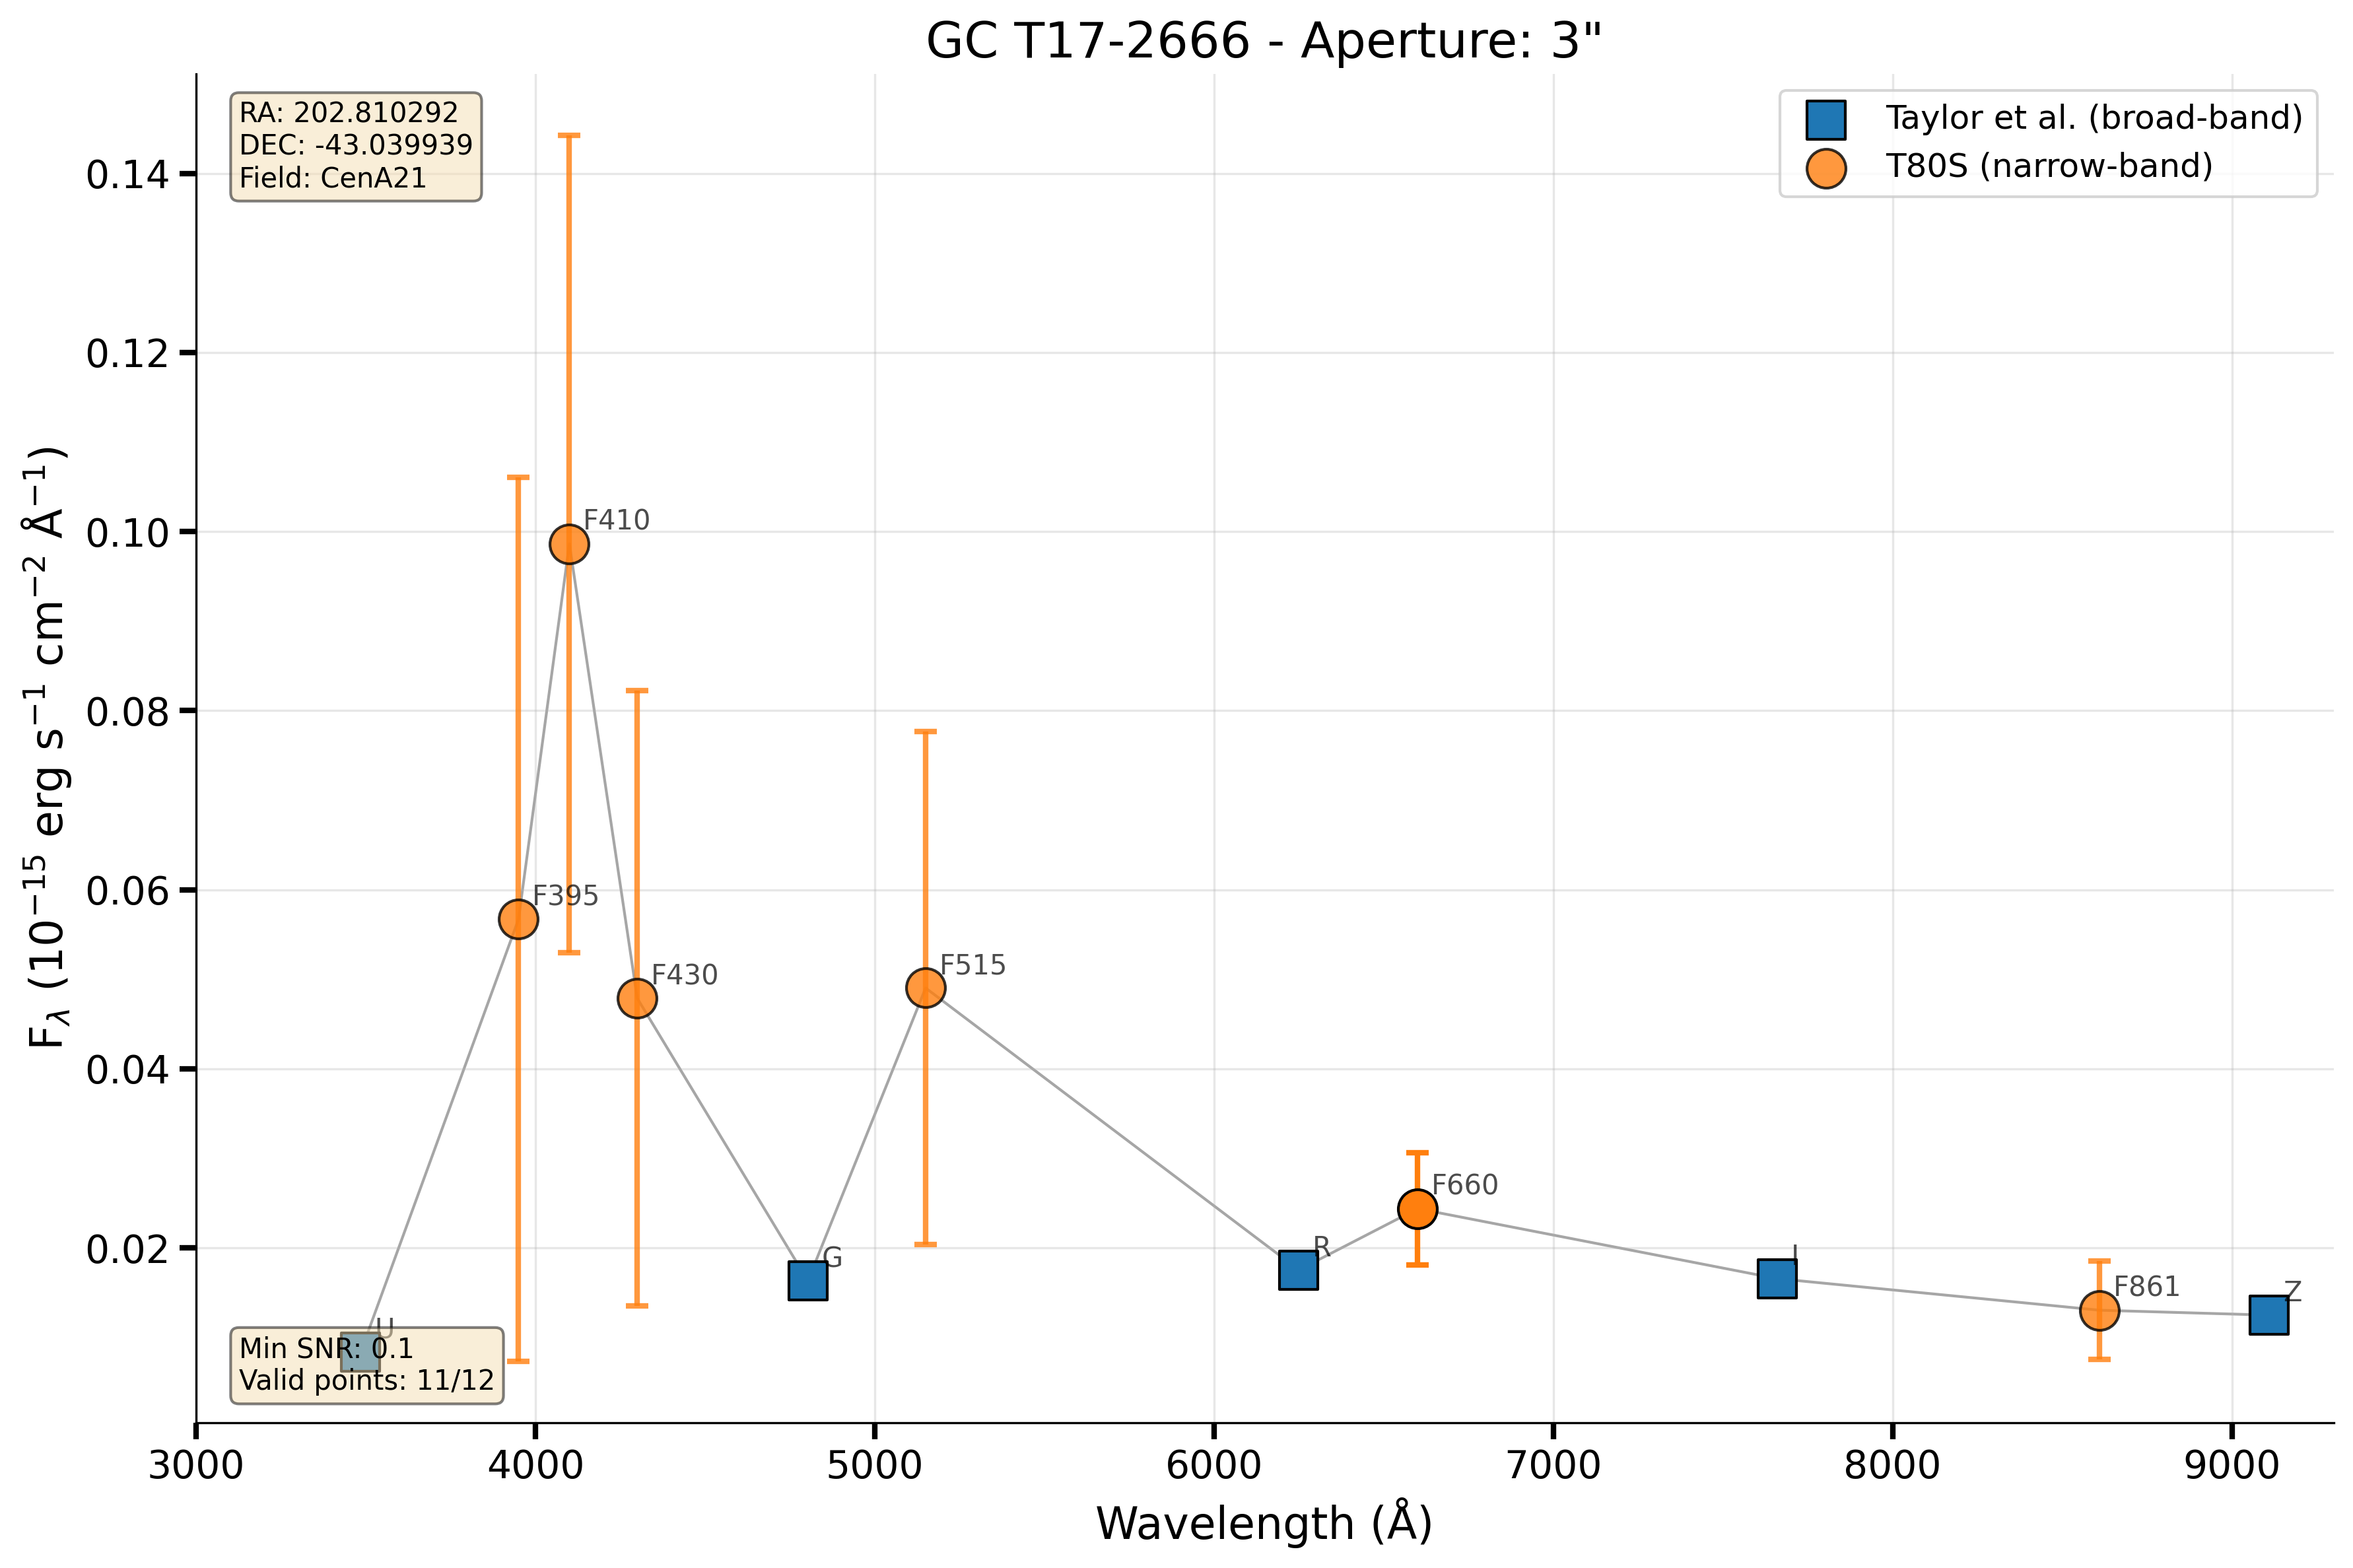 GC T17-2666 - Aperture: 3"
RA: 202.810292
DEC: -43.039939
Field: CenA21
Taylor et al. (broad-band)
T80S (narrow-band)
0.14
0.12
0.10
0.08
0.06
0.04
0.02
F_λ (10⁻¹⁵ erg s⁻¹ cm⁻² Å⁻¹)
F410
F395
F430
F515
F660
G
R
I
F861
Z
U
Min SNR: 0.1
Valid points: 11/12
3000 4000 5000 6000 7000 8000 9000
Wavelength (Å)